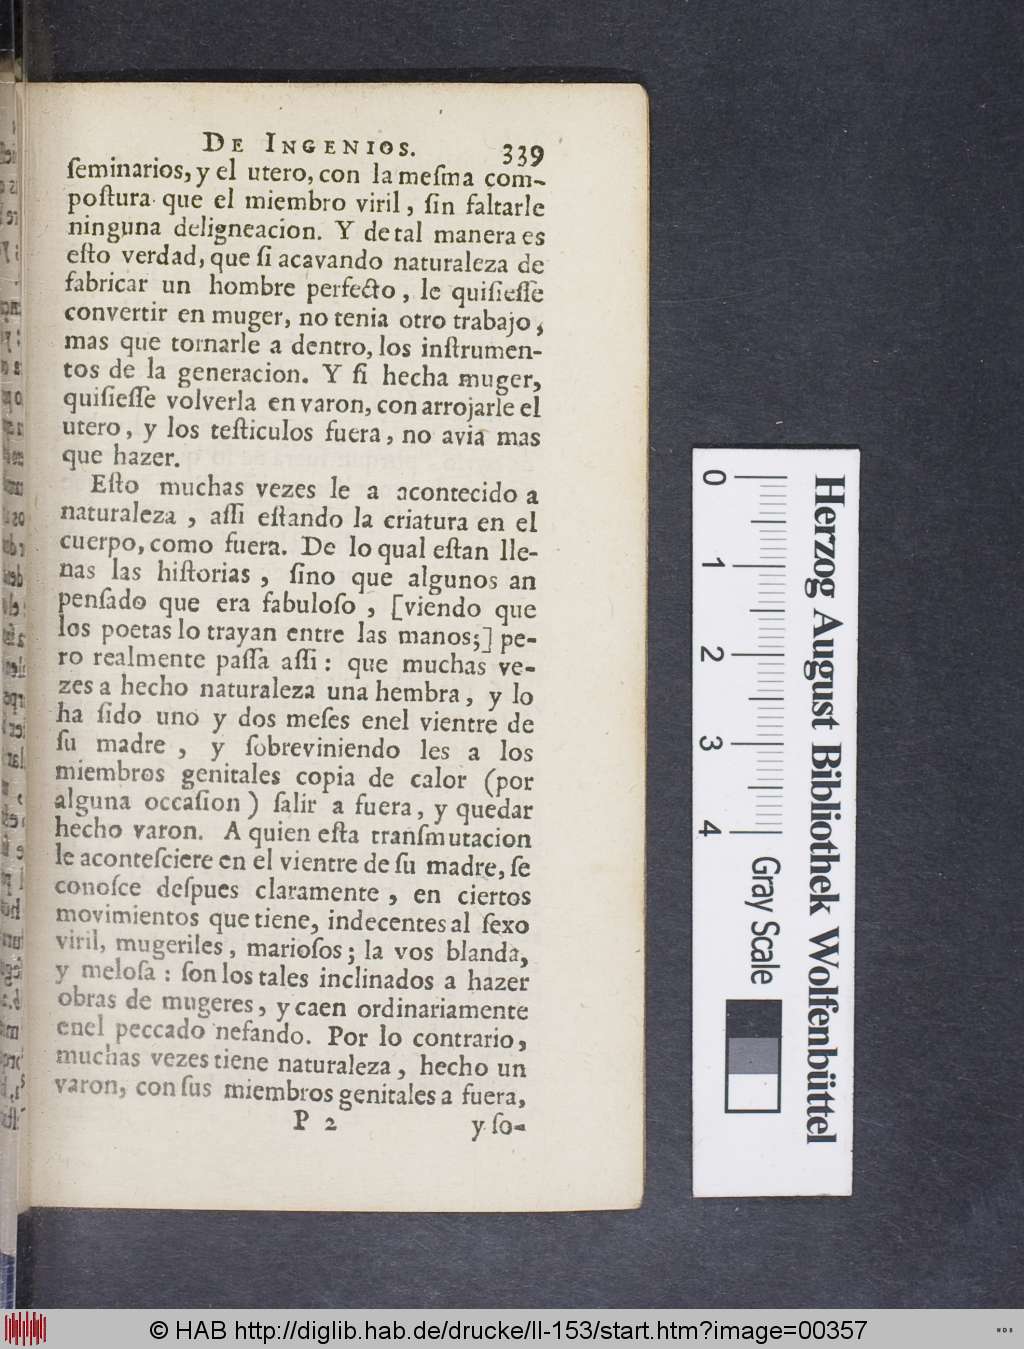 DE INGENIOS. 339
ſeminarios, y el utero, con la meſma com-
poſtura que el miembro viril, ſin faltarle
ninguna deligneacion. Y de tal manera es
eſto verdad, que ſi acavando naturaleza de
fabricar un hombre perfecto, le quiſieſſe
convertir en muger, no tenia otro trabajo,
mas que tornarle a dentro, los inſtrumen-
tos de la generacion. Y ſi hecha muger,
quiſieſſe volverla en varon, con arrojarle el
utero, y los teſticulos fuera, no avia mas
que hazer.
Eſto muchas vezes le a acontecido a
naturaleza, aſſi eſtando la criatura en el
cuerpo, como fuera. De lo qual eſtan lle-
nas las hiſtorias, ſino que algunos an
penſado que era fabuloſo, [viendo que
los poetas lo trayan entre las manos;] pe-
ro realmente paſſa aſſi: que muchas ve-
zes a hecho naturaleza una hembra, y lo
ha ſido uno y dos meſes enel vientre de
ſu madre, y ſobreviniendo les a los
miembros genitales copia de calor (por
alguna occaſion) ſalir a fuera, y quedar
hecho varon. A quien eſta tranſmutacion
le aconteſciere en el vientre de ſu madre, ſe
conoſce deſpues claramente, en ciertos
movimientos que tiene, indecentes al ſexo
viril, mugeriles, marioſos; la vos blanda,
y meloſa: ſon los tales inclinados a hazer
obras de mugeres, y caen ordinariamente
enel peccado nefando. Por lo contrario,
muchas vezes tiene naturaleza, hecho un
varon, con ſus miembros genitales a fuera,
P 2 y ſo-
0 1 2 3 4
Gray Scale
Herzog August Bibliothek Wolfenbüttel
© HAB http://diglib.hab.de/drucke/ll-153/start.htm?image=00357